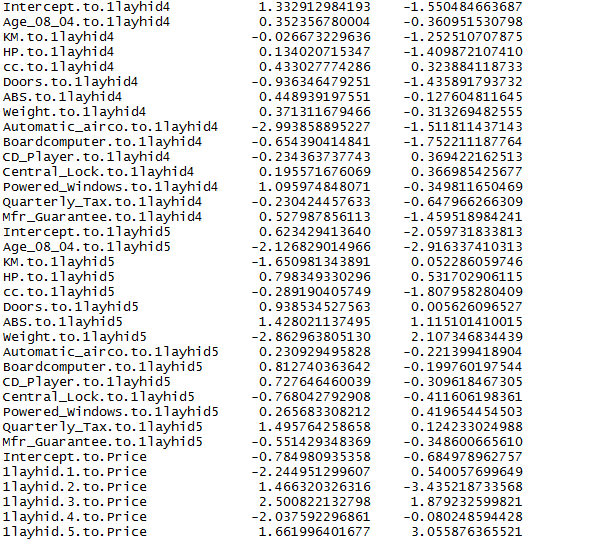 Intercept.to.1layhid4 1.332912984193 -1.550484663687
Age_08_04.to.1layhid4 0.352356780004 -0.360951530798
KM.to.1layhid4 -0.026673229636 -1.252510707875
HP.to.1layhid4 0.134020715347 -1.409872107410
cc.to.1layhid4 0.433027774286 0.323884118733
Doors.to.1layhid4 -0.936346479251 -1.435891793732
ABS.to.1layhid4 0.448939197551 -0.127604811645
Weight.to.1layhid4 0.371311679466 -0.313269482555
Automatic_airco.to.1layhid4 -2.993858895227 -1.511811437143
Boardcomputer.to.1layhid4 -0.654390414841 -1.752211187764
CD_Player.to.1layhid4 -0.234363737743 0.369422162513
Central_Lock.to.1layhid4 0.195571676069 0.366985425677
Powered_Windows.to.1layhid4 1.095974848071 -0.349811650469
Quarterly_Tax.to.1layhid4 -0.230424457633 -0.647966266309
Mfr_Guarantee.to.1layhid4 0.527987856113 -1.459518984241
Intercept.to.1layhid5 0.623429413640 -2.059731833813
Age_08_04.to.1layhid5 -2.126829014966 -2.916337410313
KM.to.1layhid5 -1.650981343891 0.052286059746
HP.to.1layhid5 0.798349330296 0.531702906115
cc.to.1layhid5 -0.289190405749 -1.807958280409
Doors.to.1layhid5 0.938534527563 0.005626096527
ABS.to.1layhid5 1.428021137495 1.115101410015
Weight.to.1layhid5 -2.862963805130 2.107346834439
Automatic_airco.to.1layhid5 0.230929495828 -0.221399418904
Boardcomputer.to.1layhid5 0.812740363642 -0.199760197544
CD_Player.to.1layhid5 0.727646460039 -0.309618467305
Central_Lock.to.1layhid5 -0.768042792908 -0.411606198361
Powered_Windows.to.1layhid5 0.265683308212 0.419654454503
Quarterly_Tax.to.1layhid5 1.495764258658 0.124233024988
Mfr_Guarantee.to.1layhid5 -0.551429348369 -0.348600665610
Intercept.to.Price -0.784980935358 -0.684978962757
1layhid.1.to.Price -2.244951299607 0.540057699649
1layhid.2.to.Price 1.466320326316 -3.435218733568
1layhid.3.to.Price 2.500822132798 1.879232599821
1layhid.4.to.Price -2.037592296861 -0.080248594428
1layhid.5.to.Price 1.661996401677 3.055876365521